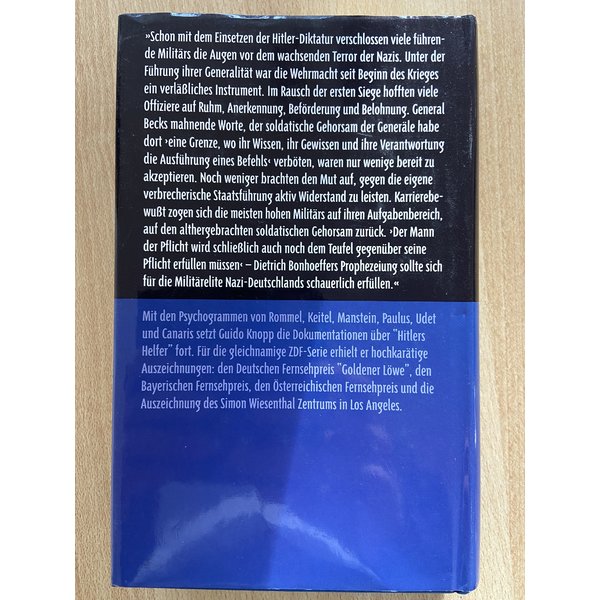 »Schon mit dem Einsetzen der Hitler-Diktatur verschlossen viele führen-
de Militärs die Augen vor dem wachsenden Terror der Nazis. Unter der
Führung ihrer Generalität war die Wehrmacht seit Beginn des Krieges
ein verläßliches Instrument. Im Rausch der ersten Siege hofften viele
Offiziere auf Ruhm, Anerkennung, Beförderung und Belohnung. General
Becks mahnende Worte, der soldatische Gehorsam der Generäle habe
dort ›eine Grenze, wo ihr Wissen, ihr Gewissen und ihre Verantwortung
die Ausführung eines Befehls‹ verböten, waren nur wenige bereit zu
akzeptieren. Noch weniger brachten den Mut auf, gegen die eigene
verbrecherische Staatsführung aktiv Widerstand zu leisten. Karrierebe-
wußt zogen sich die meisten hohen Militärs auf ihren Aufgabenbereich,
auf den althergebrachten soldatischen Gehorsam zurück. ›Der Mann
der Pflicht wird schließlich auch noch dem Teufel gegenüber seine
Pflicht erfüllen müssen‹ – Dietrich Bonhoeffers Prophezeiung sollte sich
für die Militärelite Nazi-Deutschlands schauerlich erfüllen.«
Mit den Psychogrammen von Rommel, Keitel, Manstein, Paulus, Udet
und Canaris setzt Guido Knopp die Dokumentationen über "Hitlers
Helfer" fort. Für die gleichnamige ZDF-Serie erhielt er hochkarätige
Auszeichnungen: den Deutschen Fernsehpreis "Goldener Löwe", den
Bayerischen Fernsehpreis, den Österreichischen Fernsehpreis und die
Auszeichnung des Simon Wiesenthal Zentrums in Los Angeles.